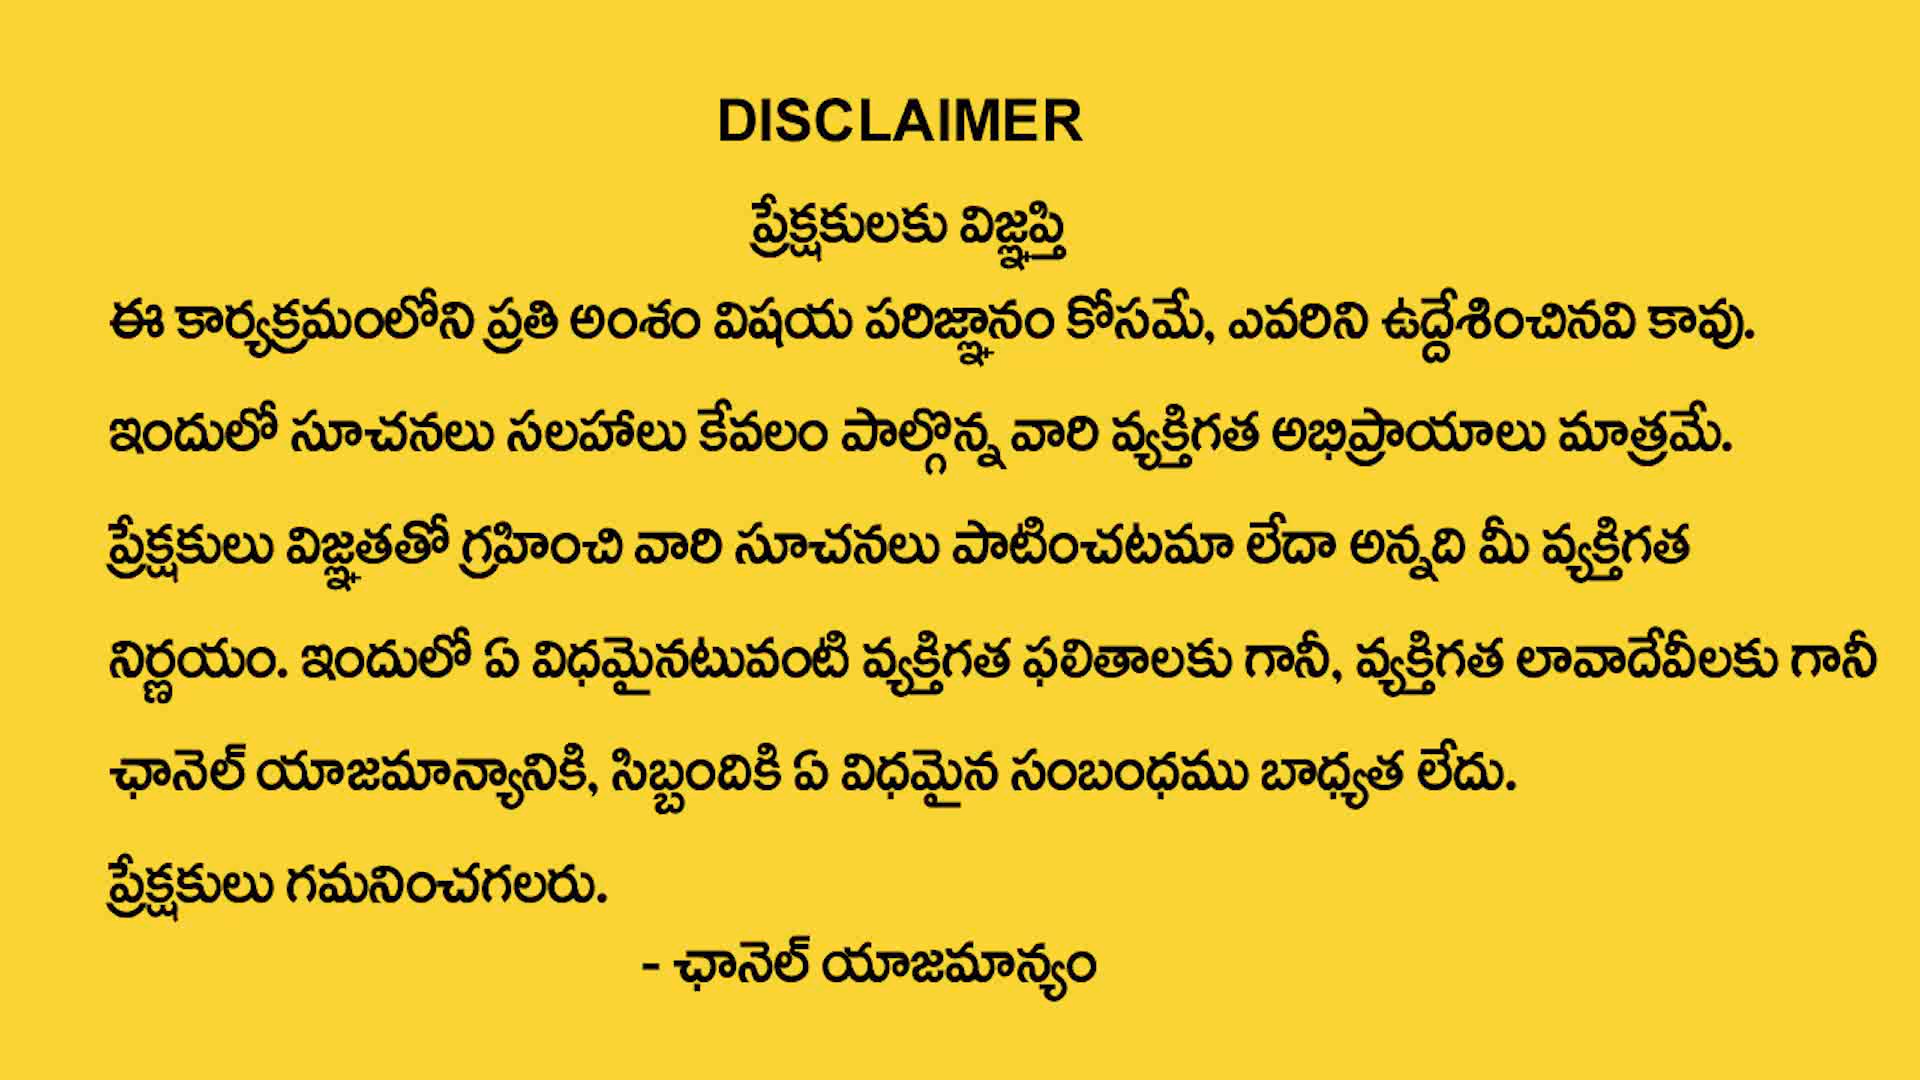 DISCLAIMER
ప్రేక్షకులకు విజ్ఞప్తి
ఈ కార్యక్రమంలోని ప్రతి అంశం విషయ పరిజ్ఞానం కోసమే, ఎవరిని ఉద్దేశించినవి కావు.
ఇందులో సూచనలు సలహాలు కేవలం పాల్గొన్న వారి వ్యక్తిగత అభిప్రాయాలు మాత్రమే.
ప్రేక్షకులు విజ్ఞతతో గ్రహించి వారి సూచనలు పాటించటమా లేదా అన్నది మీ వ్యక్తిగత
నిర్ణయం. ఇందులో ఏ విధమైనటువంటి వ్యక్తిగత ఫలితాలకు గానీ, వ్యక్తిగత లావాదేవీలకు గానీ
ఛానెల్ యాజమాన్యానికి, సిబ్బందికి ఏ విధమైన సంబంధము బాధ్యత లేదు.
ప్రేక్షకులు గమనించగలరు.
- ఛానెల్ యాజమాన్యం